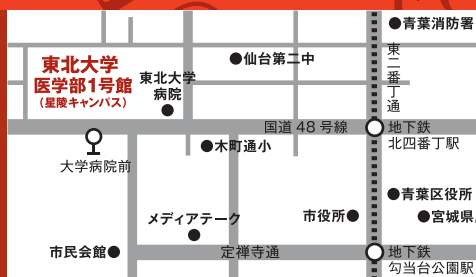 青葉消防署
東北大学
医学部1号館
(星陵キャンパス)
東北大学
病院
仙台第二中
東二番丁通
国道 48 号線
地下鉄
北四番丁駅
木町通小
大学病院前
青葉区役所
メディアテーク
市役所
宮城県
市民会館
定禅寺通
地下鉄
勾当台公園駅